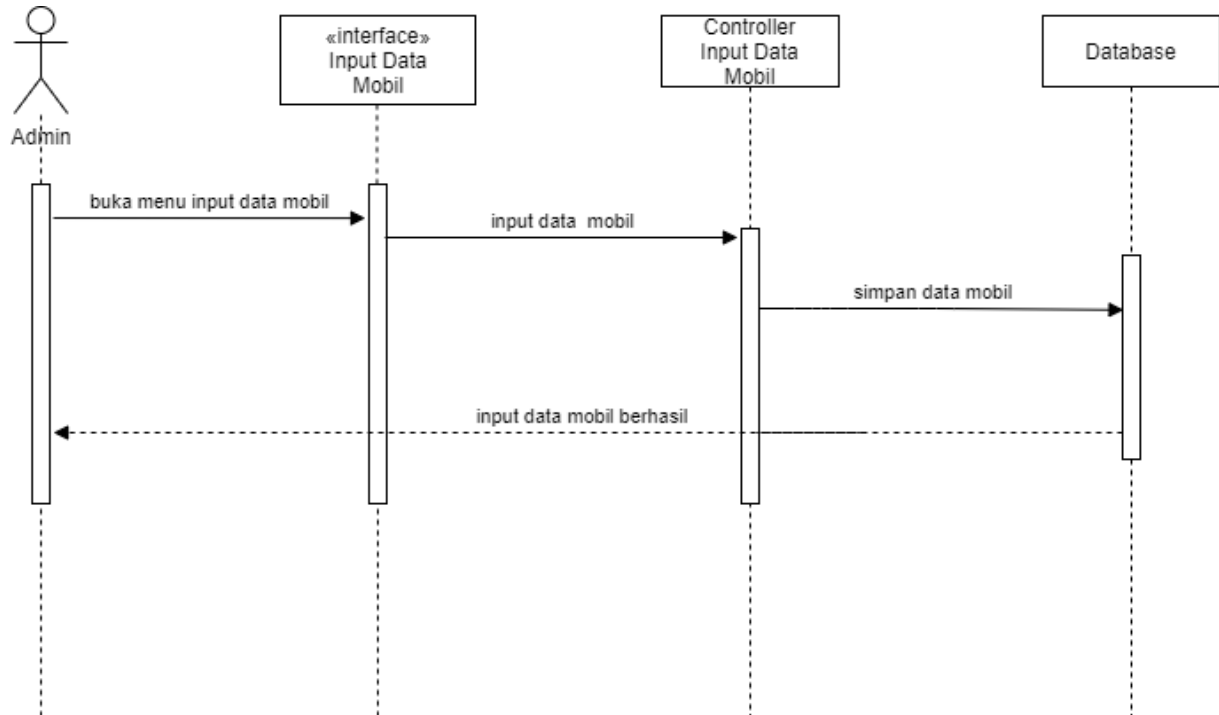 «interface»
Input Data
Mobil
Controller
Input Data
Mobil
Database
Admin
buka menu input data mobil
input data  mobil
simpan data mobil
input data mobil berhasil